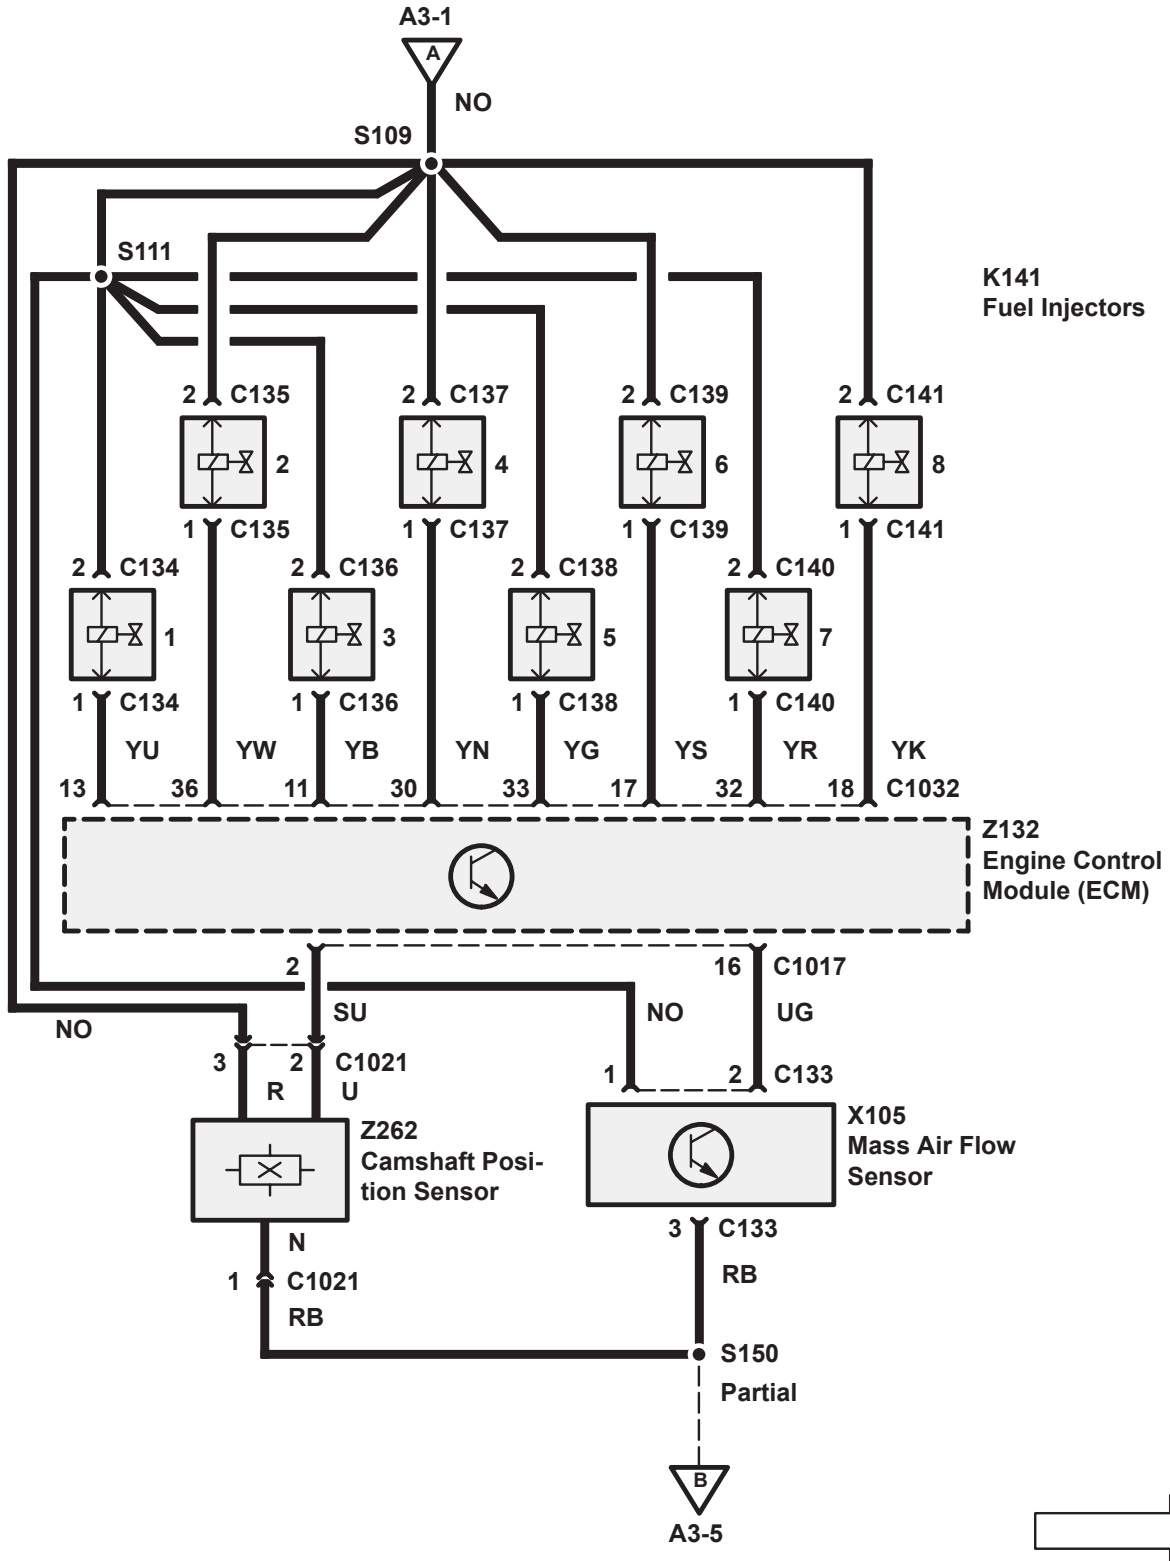 A3-1
A
NO
S109
S111
K141
Fuel Injectors
2 C135 2 C137 2 C139 2 C141
2 4 6 8
1 C135 1 C137 1 C139 1 C141
2 C134 2 C136 2 C138 2 C140
1 3 5 7
1 C134 1 C136 1 C138 1 C140
YU YW YB YN YG YS YR YK
13 36 11 30 33 17 32 18 C1032
Z132
Engine Control
Module (ECM)
2 16 C1017
SU NO UG
NO
3 2 C1021 1 2 C133
R U
Z262
Camshaft Posi-
tion Sensor
X105
Mass Air Flow
Sensor
N
3 C133
1 C1021
RB
RB
S150
Partial
B
A3-5